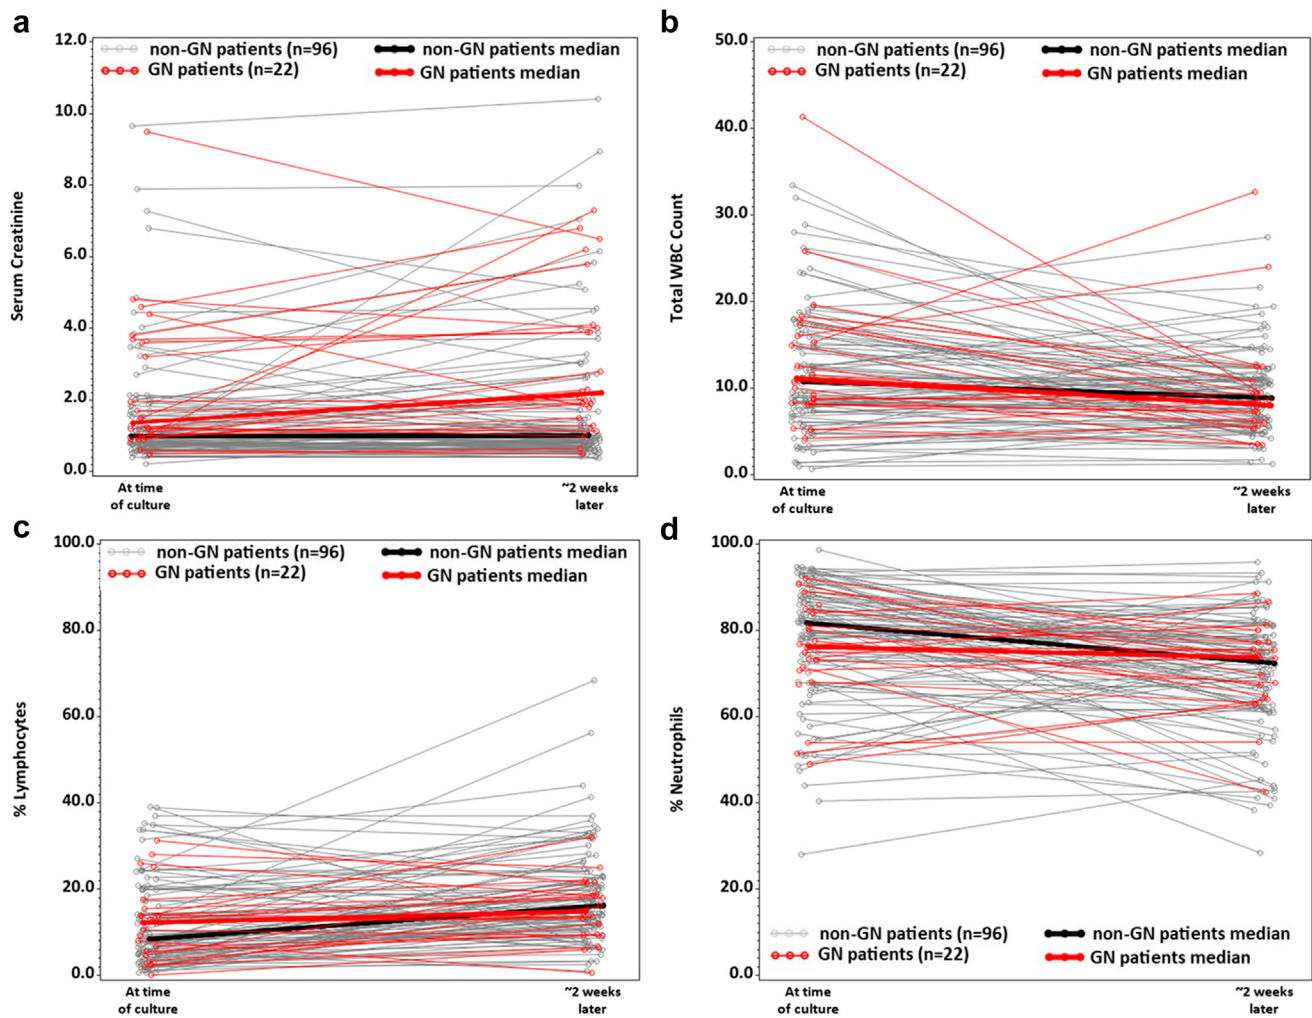 a
12.0
non-GN patients (n=96)
non-GN patients median
GN patients (n=22)
GN patients median
10.0
8.0
6.0
4.0
2.0
0.0
Serum Creatinine
At time
of culture
~2 weeks
later
b
50.0
non-GN patients (n=96)
non-GN patients median
GN patients (n=22)
GN patients median
40.0
30.0
20.0
10.0
0.0
Total WBC Count
At time
of culture
~2 weeks
later
c
100.0
non-GN patients (n=96)
non-GN patients median
GN patients (n=22)
GN patients median
80.0
60.0
40.0
20.0
0.0
% Lymphocytes
At time
of culture
~2 weeks
later
d
100.0
80.0
60.0
40.0
20.0
0.0
% Neutrophils
non-GN patients (n=96)
non-GN patients median
GN patients (n=22)
GN patients median
At time
of culture
~2 weeks
later